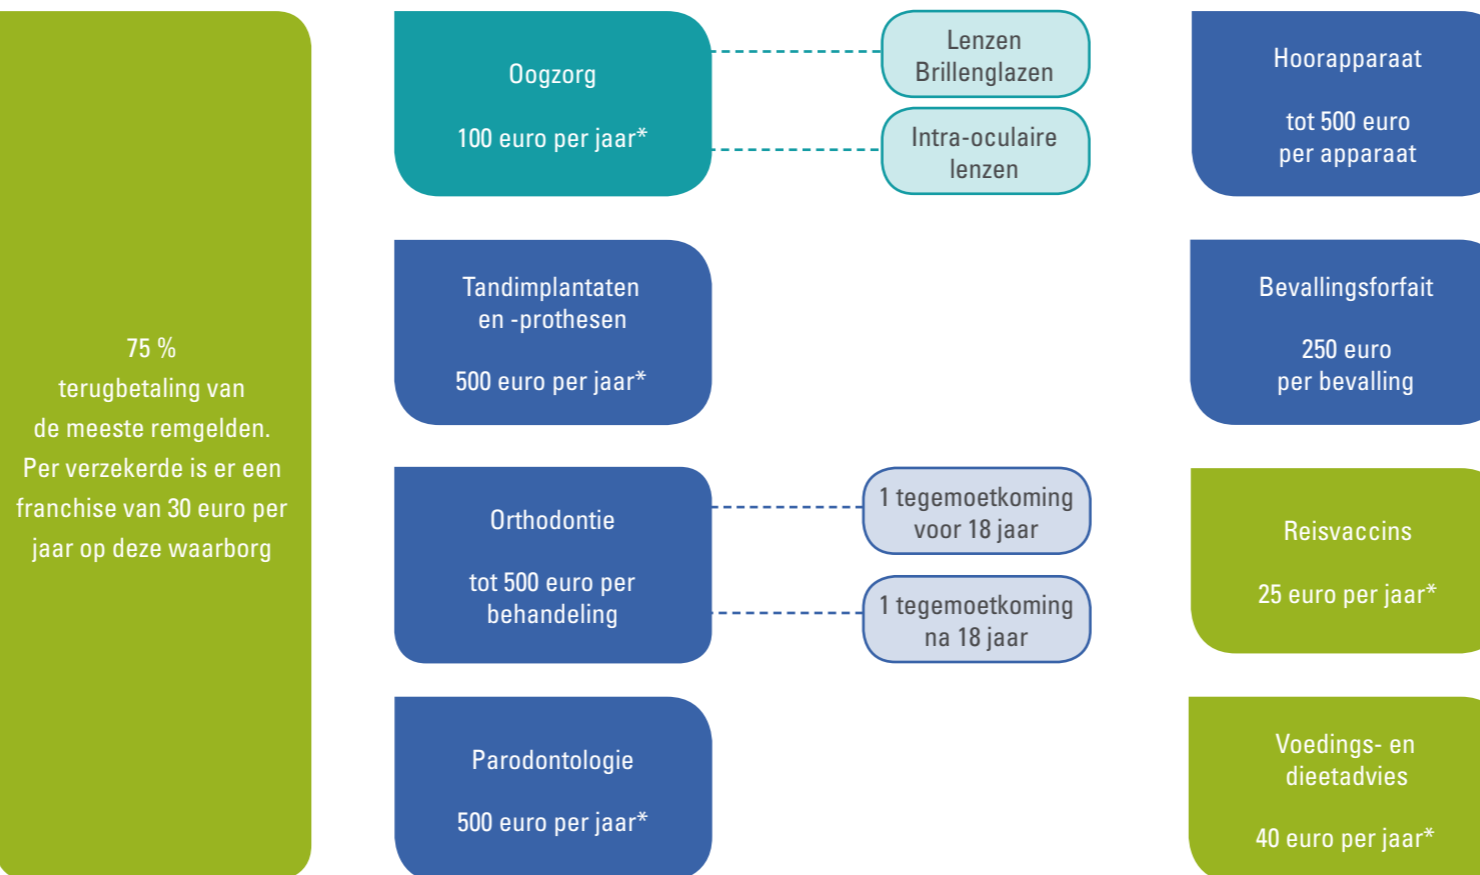 75 %
terugbetaling van
de meeste remgelden.
Per verzekerde is er een
franchise van 30 euro per
jaar op deze waarborg
Oogzorg
100 euro per jaar*
Lenzen
Brillenglazen
Intra-oculaire
lenzen
Tandimplantaten
en -prothesen
500 euro per jaar*
Orthodontie
tot 500 euro per
behandeling
1 tegemoetkoming
voor 18 jaar
1 tegemoetkoming
na 18 jaar
Parodontologie
500 euro per jaar*
Hoorapparaat
tot 500 euro
per apparaat
Bevallingsforfait
250 euro
per bevalling
Reisvaccins
25 euro per jaar*
Voedings- en
dieetadvies
40 euro per jaar*